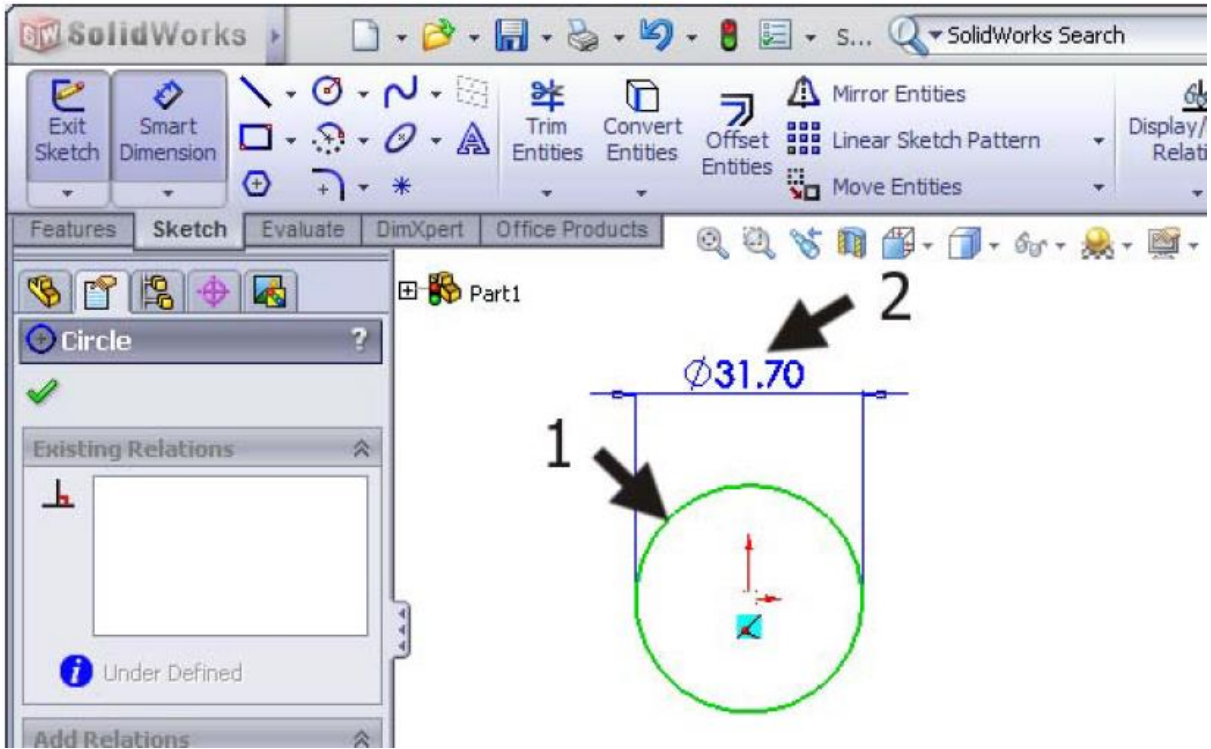 SolidWorks
S...
SolidWorks Search
Exit Sketch
Smart Dimension
Trim Entities
Convert Entities
Offset Entities
Mirror Entities
Linear Sketch Pattern
Move Entities
Features
Sketch
Evaluate
DimXpert
Office Products
Part1
Circle
?
2
Ø31.70
1
Existing Relations
Under Defined
Add Relations